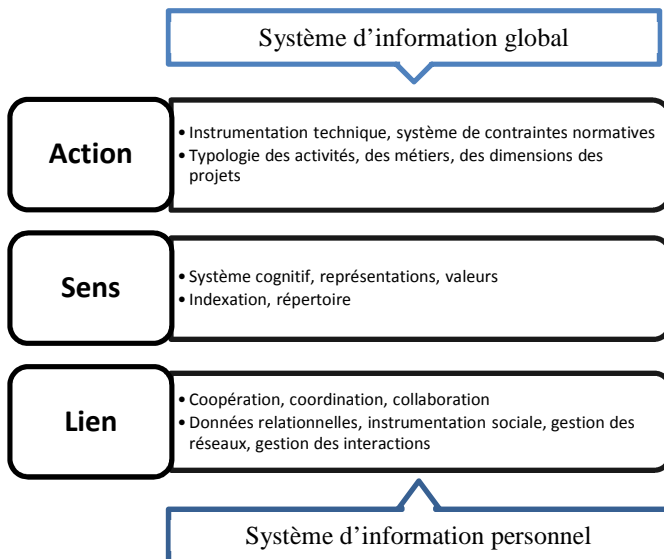 Système d’information global
Action
• Instrumentation technique, système de contraintes normatives
• Typologie des activités, des métiers, des dimensions des
projets
Sens
• Système cognitif, représentations, valeurs
• Indexation, répertoire
Lien
• Coopération, coordination, collaboration
• Données relationnelles, instrumentation sociale, gestion des
réseaux, gestion des interactions
Système d’information personnel